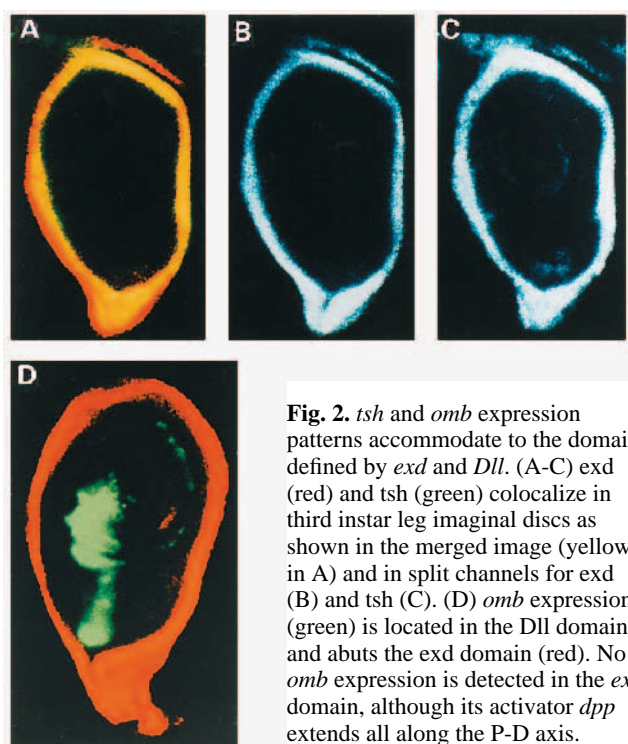 A
B
C
D
Fig. 2. tsh and omb expression
patterns accommodate to the domai
defined by exd and Dll. (A-C) exd
(red) and tsh (green) colocalize in
third instar leg imaginal discs as
shown in the merged image (yellow
in A) and in split channels for exd
(B) and tsh (C). (D) omb expression
(green) is located in the Dll domain
and abuts the exd domain (red). No
omb expression is detected in the ex
domain, although its activator dpp
extends all along the P-D axis.